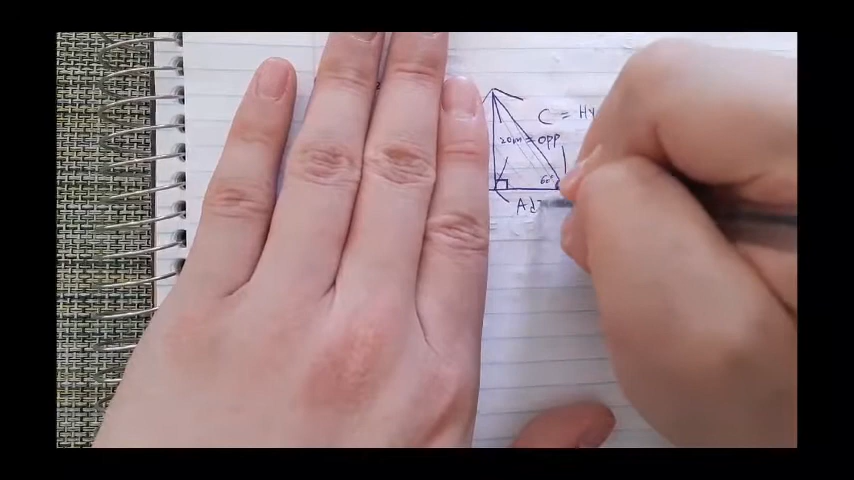 C = Hy
20m = opp
60°
Adj